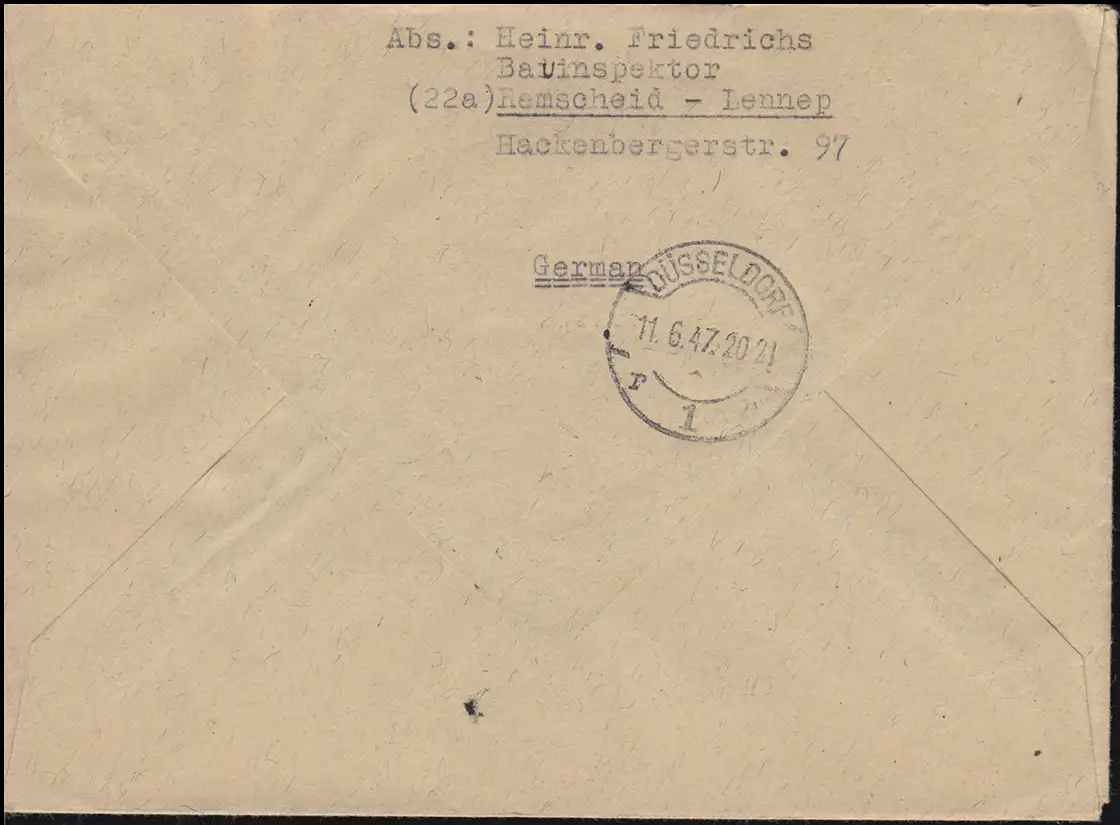 Abs.: Heinr. Friedrichs
Bauinspektor
(22a)Remscheid - Lennep
Hackenbergerstr. 97
German
DÜSSELDORF
11. 6.47. 20-21
1